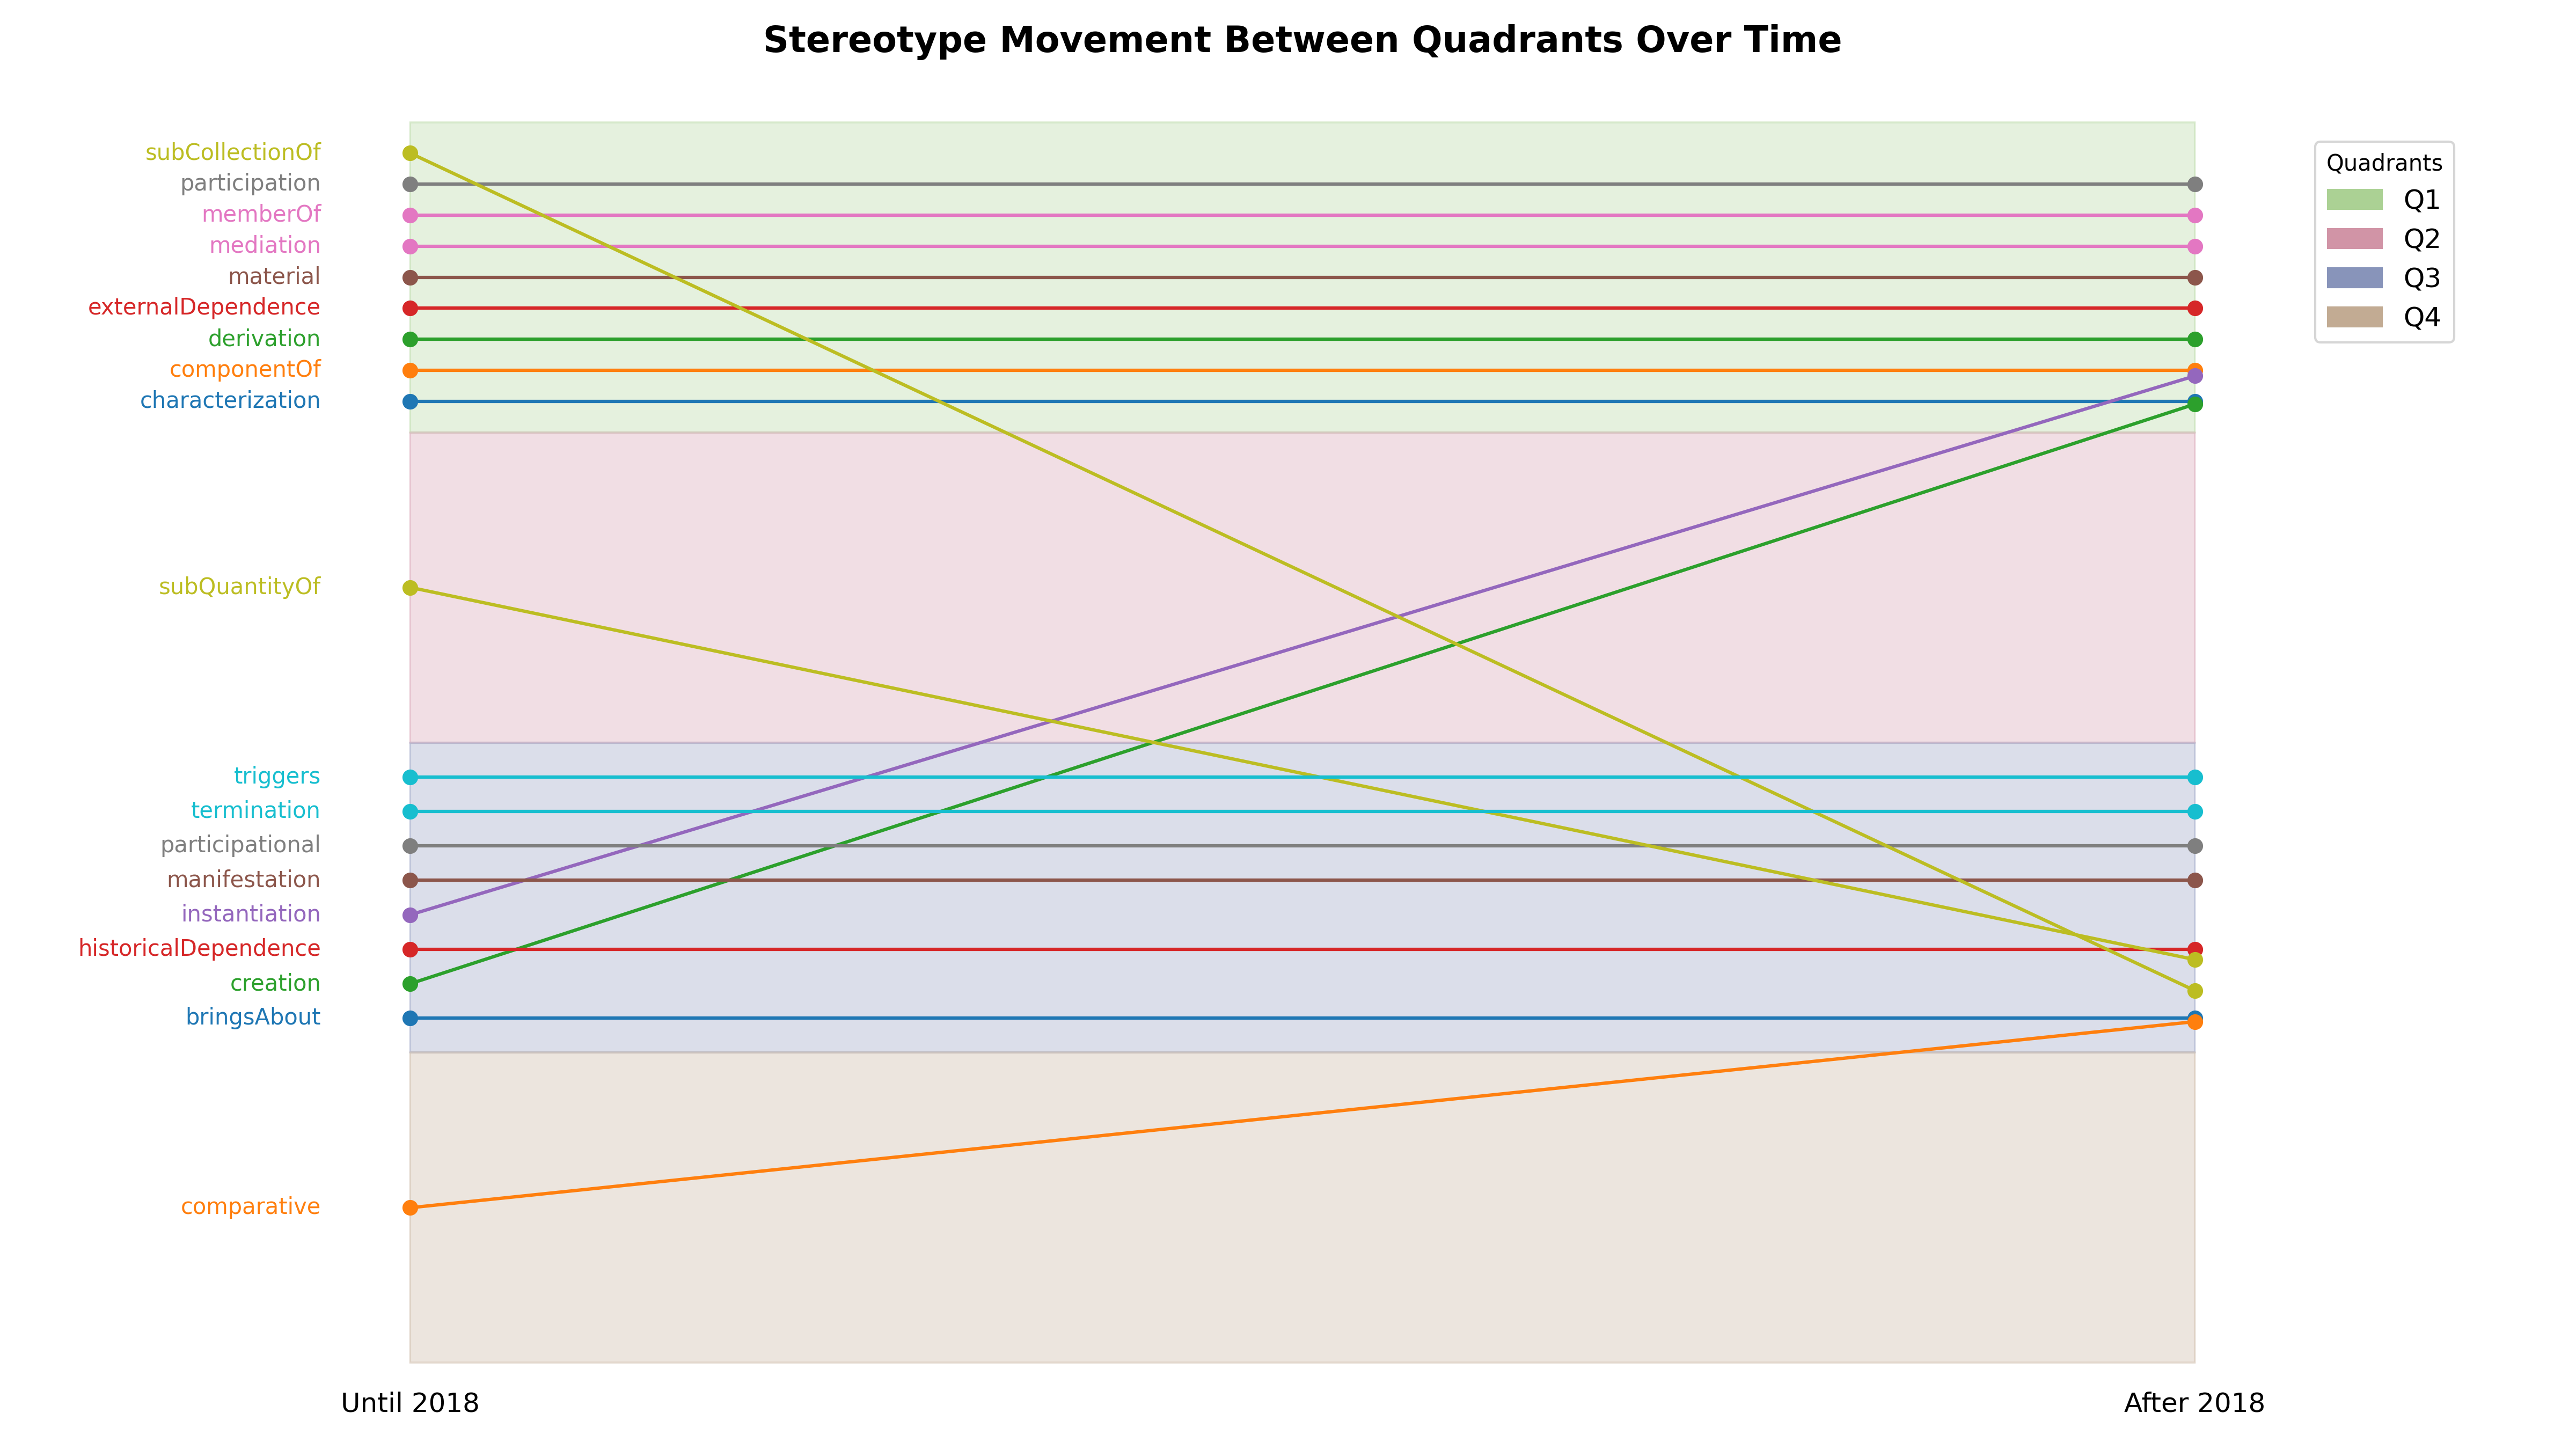 Stereotype Movement Between Quadrants Over Time
subCollectionOf
participation
memberOf
mediation
material
externalDependence
derivation
componentOf
characterization
subQuantityOf
triggers
termination
participational
manifestation
instantiation
historicalDependence
creation
bringsAbout
comparative
Quadrants
Q1
Q2
Q3
Q4
Until 2018
After 2018